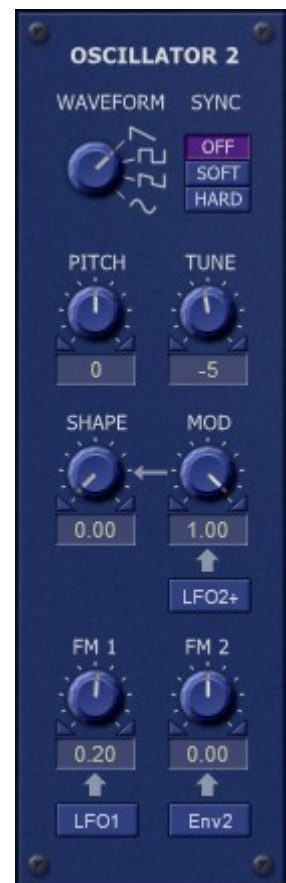 OSCILLATOR 2
WAVEFORM SYNC
OFF
SOFT
HARD
PITCH TUNE
0 -5
SHAPE MOD
0.00 1.00
LFO2+
FM 1 FM 2
0.20 0.00
LFO1 Env2